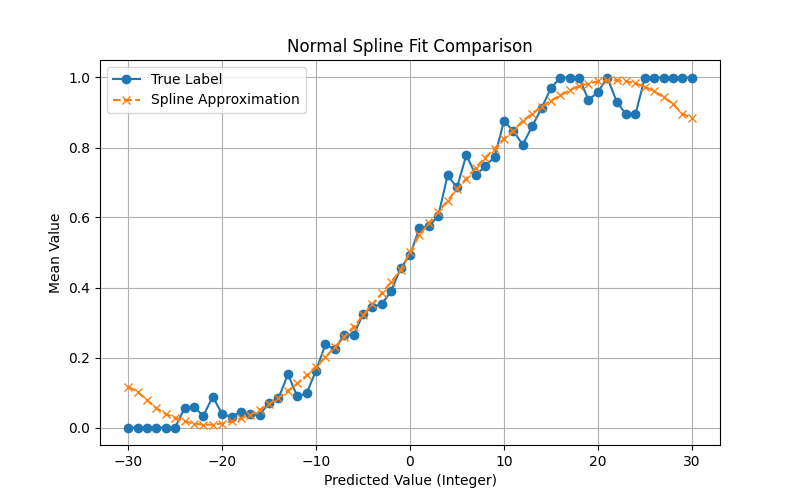 Normal Spline Fit Comparison
True Label
Spline Approximation
Mean Value
1.0
0.8
0.6
0.4
0.2
0.0
−30
−20
−10
0
10
20
30
Predicted Value (Integer)